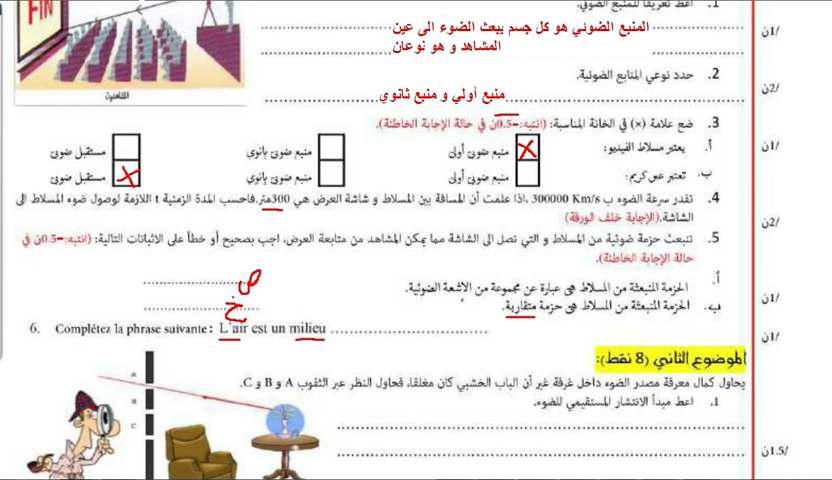 1. اعط تعريفا للمنبع الضوئي.
/1ن
المنبع الضوئي هو كل جسم يبعث الضوء الى عين
المشاهد و هو نوعان
FIN
2. حدد نوعي المنابع الضوئية.
/2ن
منبع أولي و منبع ثانوي
3. ضع علامة (×) في الخانة المناسبة: (انتبه:-0.5ن في حالة الإجابة الخاطئة).
أ. يعتبر مسلاط الفيديو: منبع ضوئي أولي منبع ضوئي ثانوي مستقبل ضوئي
/1ن
ب. تعتبر عين كريم: منبع ضوئي أولي منبع ضوئي ثانوي مستقبل ضوئي
4. تقدر سرعة الضوء ب 300000 Km/s ،اذا علمت أن المسافة بين المسلاط و شاشة العرض هي 300متر.فاحسب المدة الزمنية t اللازمة لوصول ضوء المسلاط الى
الشاشة.(الإجابة خلف الورقة)
/2ن
5. تنبعث حزمة ضوئية من المسلاط و التي تصل الى الشاشة مما يمكن المشاهد من متابعة العرض، اجب بصحيح أو خطأ على الاثباتات التالية: (انتبه:-0.5ن في
حالة الإجابة الخاطئة).
أ. الحزمة المنبعثة من المسلاط هي عبارة عن مجموعة من الاشعة الضوئية. ص
/1ن
ب. الحزمة المنبعثة من المسلاط هي حزمة متقاربة. خ
6. Complétez la phrase suivante: L'air est un milieu
/1ن
الموضوع الثاني (8 نقط):
يحاول كمال معرفة مصدر الضوء داخل غرفة غير أن الباب الخشبي كان مغلقا، فحاول النظر عبر الثقوب A و B و C.
1. اعط مبدأ الانتشار المستقيمي للضوء.
/1.5ن
A
B
C